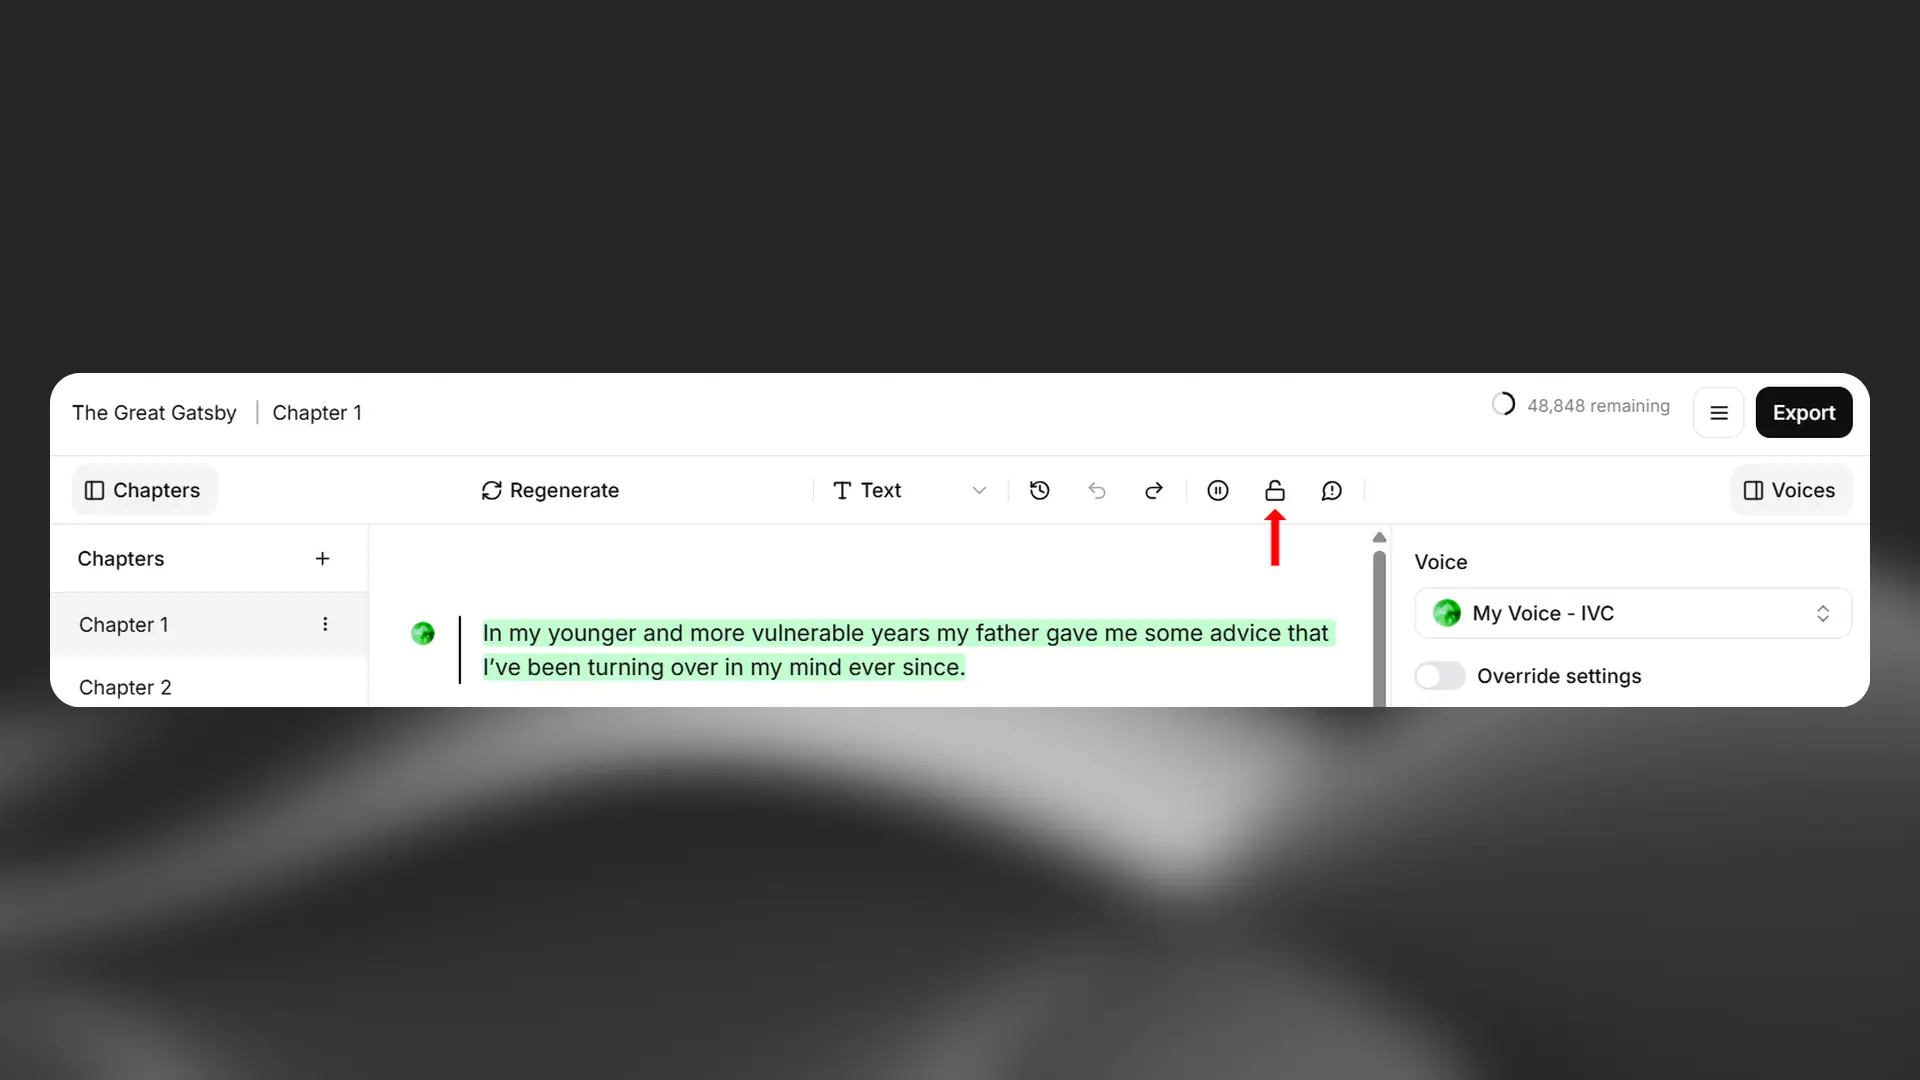 The Great Gatsby | Chapter 1
48,848 remaining
Export
Chapters
Regenerate
Text
Voices
Chapters
Chapter 1
Chapter 2
In my younger and more vulnerable years my father gave me some advice that
I’ve been turning over in my mind ever since.
Voice
My Voice - IVC
Override settings